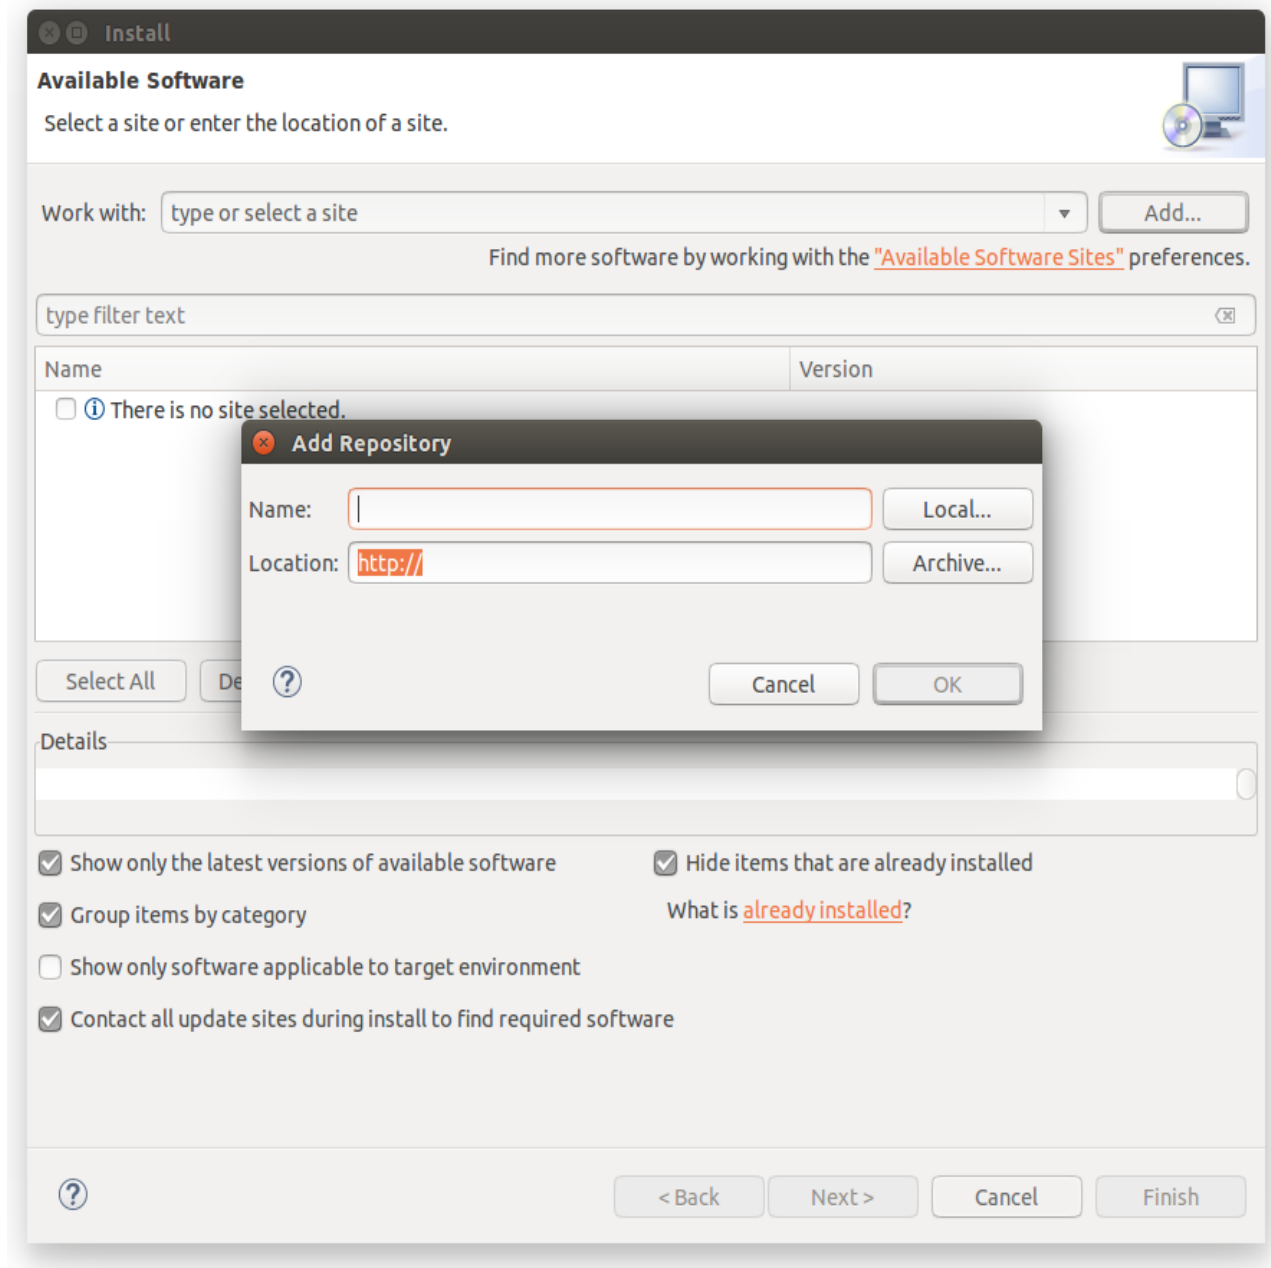 Install
Available Software
Select a site or enter the location of a site.
Work with: type or select a site Add...
Find more software by working with the "Available Software Sites" preferences.
type filter text
Name Version
There is no site selected.
Add Repository
Name: Local...
Location: http:// Archive...
Select All De
Cancel OK
Details
Show only the latest versions of available software Hide items that are already installed
Group items by category What is already installed?
Show only software applicable to target environment
Contact all update sites during install to find required software
< Back Next > Cancel Finish